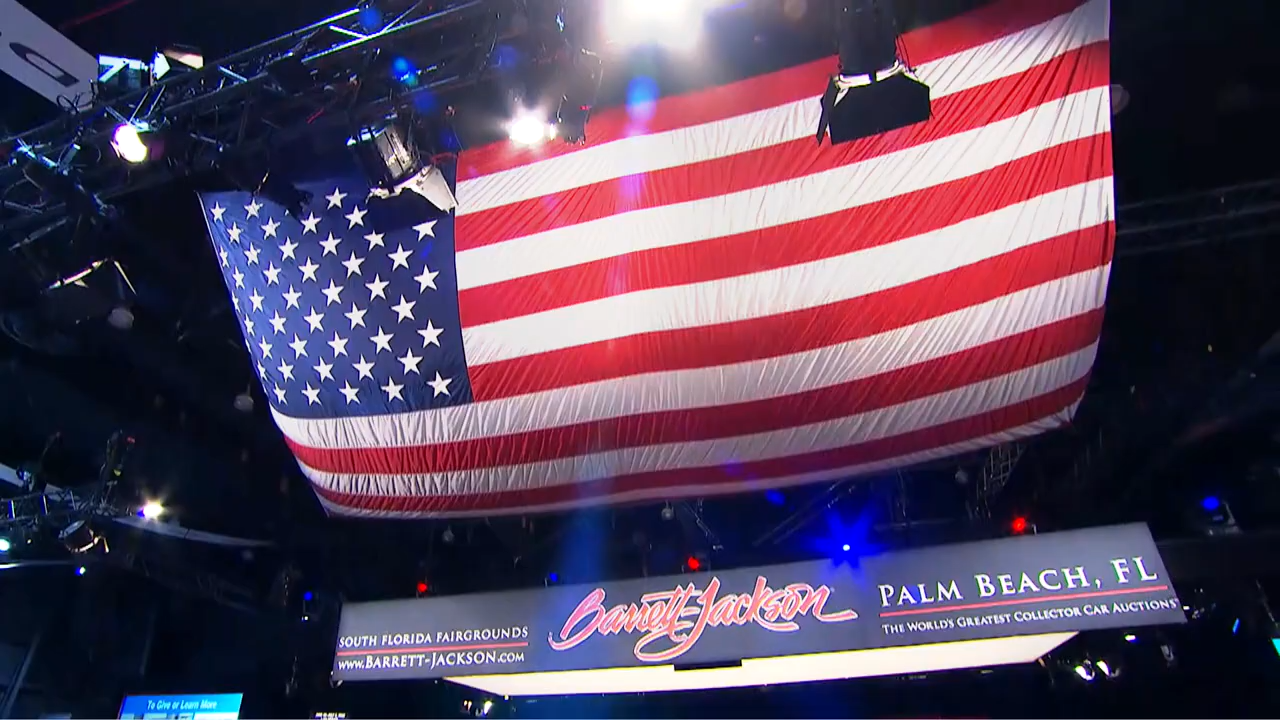 SOUTH FLORIDA FAIRGROUNDS
www.BARRETT-JACKSON.COM
Barrett-Jackson
PALM BEACH, FL
THE WORLD'S GREATEST COLLECTOR CAR AUCTIONS
To Give or Learn More